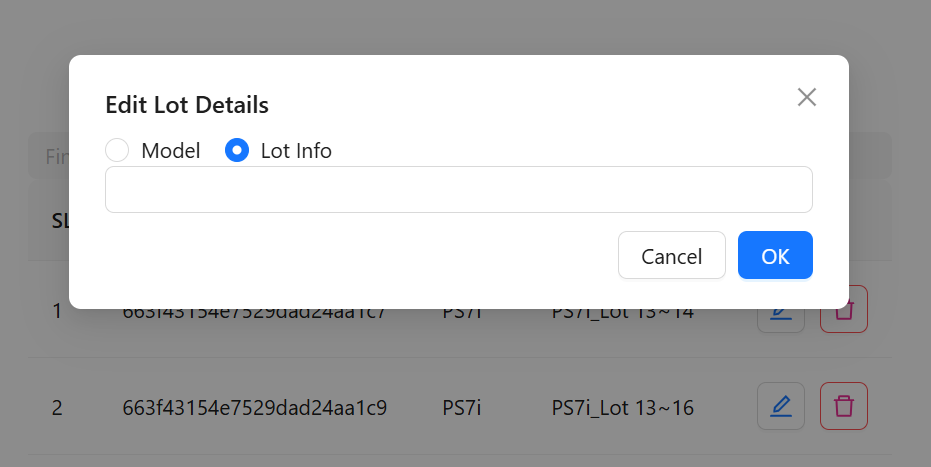 Edit Lot Details
Model Lot Info
Cancel OK
1 663f43154e7529dad24aa1c7 PS7i PS7i_Lot 13~14
2 663f43154e7529dad24aa1c9 PS7i PS7i_Lot 13~16